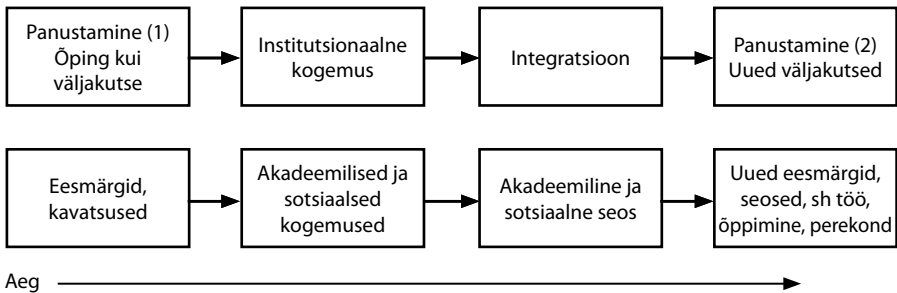 Panustamine (1)
Õping kui
väljakutse
Institutsionaalne
kogemus
Integratsioon
Panustamine (2)
Uued väljakutsed
Eesmärgid,
kavatsused
Akadeemilised ja
sotsiaalsed
kogemused
Akadeemiline ja
sotsiaalne seos
Uued eesmärgid,
seosed, sh töö,
õppimine, perekond
Aeg